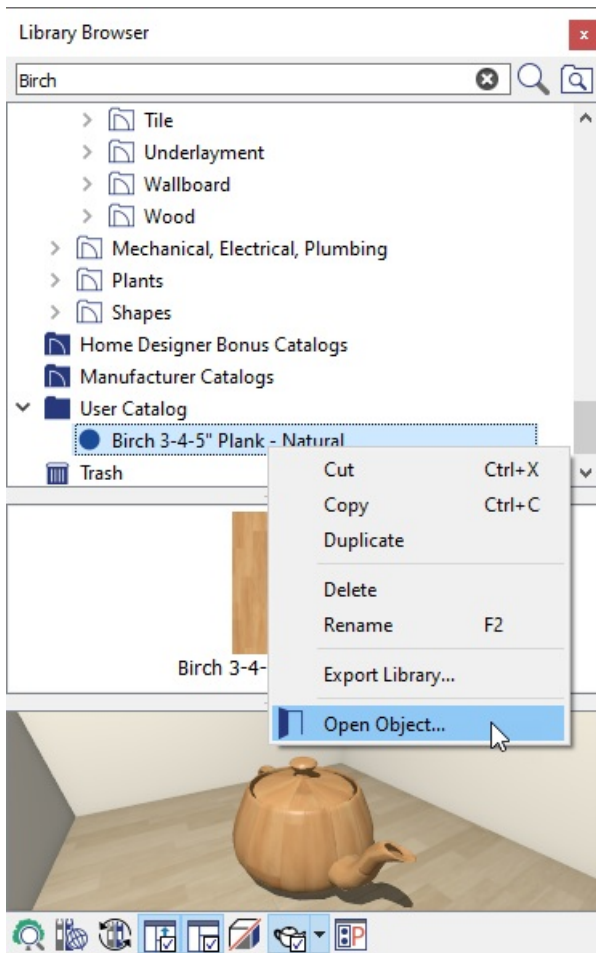 Library Browser
Birch
Tile
Underlayment
Wallboard
Wood
Mechanical, Electrical, Plumbing
Plants
Shapes
Home Designer Bonus Catalogs
Manufacturer Catalogs
User Catalog
Birch 3-4-5" Plank - Natural
Trash
Cut Ctrl+X
Copy Ctrl+C
Duplicate
Delete
Rename F2
Export Library...
Open Object...
Birch 3-4-
P